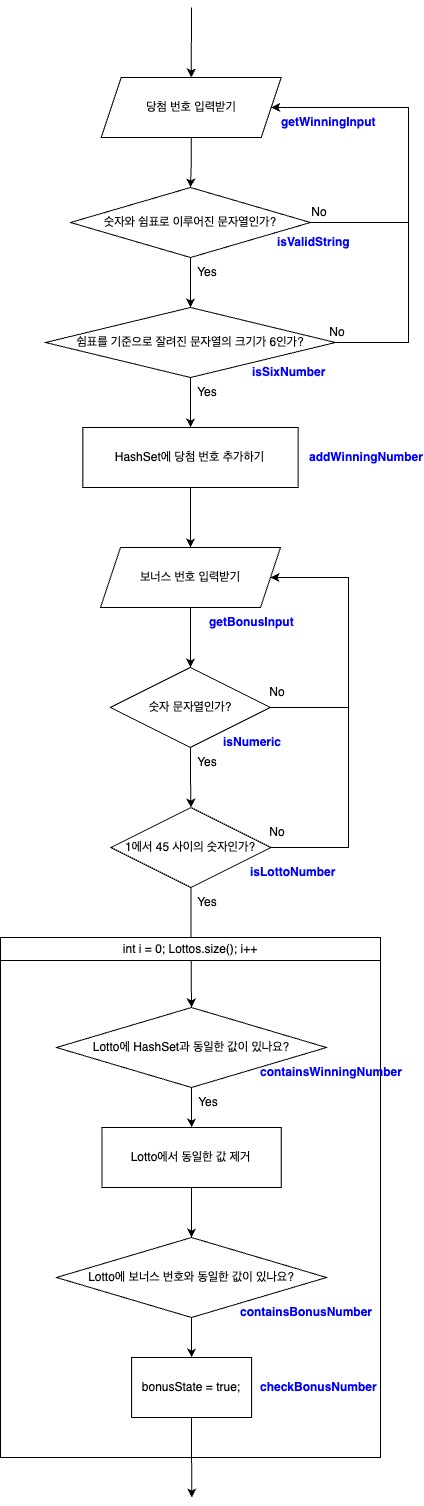 당첨 번호 입력받기
getWinningInput
숫자와 쉼표로 이루어진 문자열인가?
No
isValidString
Yes
쉼표를 기준으로 잘려진 문자열의 크기가 6인가?
No
isSixNumber
Yes
HashSet에 당첨 번호 추가하기
addWinningNumber
보너스 번호 입력받기
getBonusInput
숫자 문자열인가?
No
isNumeric
Yes
1에서 45 사이의 숫자인가?
No
isLottoNumber
Yes
int i = 0; Lottos.size(); i++
Lotto에 HashSet과 동일한 값이 있나요?
containsWinningNumber
Yes
Lotto에서 동일한 값 제거
Lotto에 보너스 번호와 동일한 값이 있나요?
containsBonusNumber
bonusState = true;
checkBonusNumber